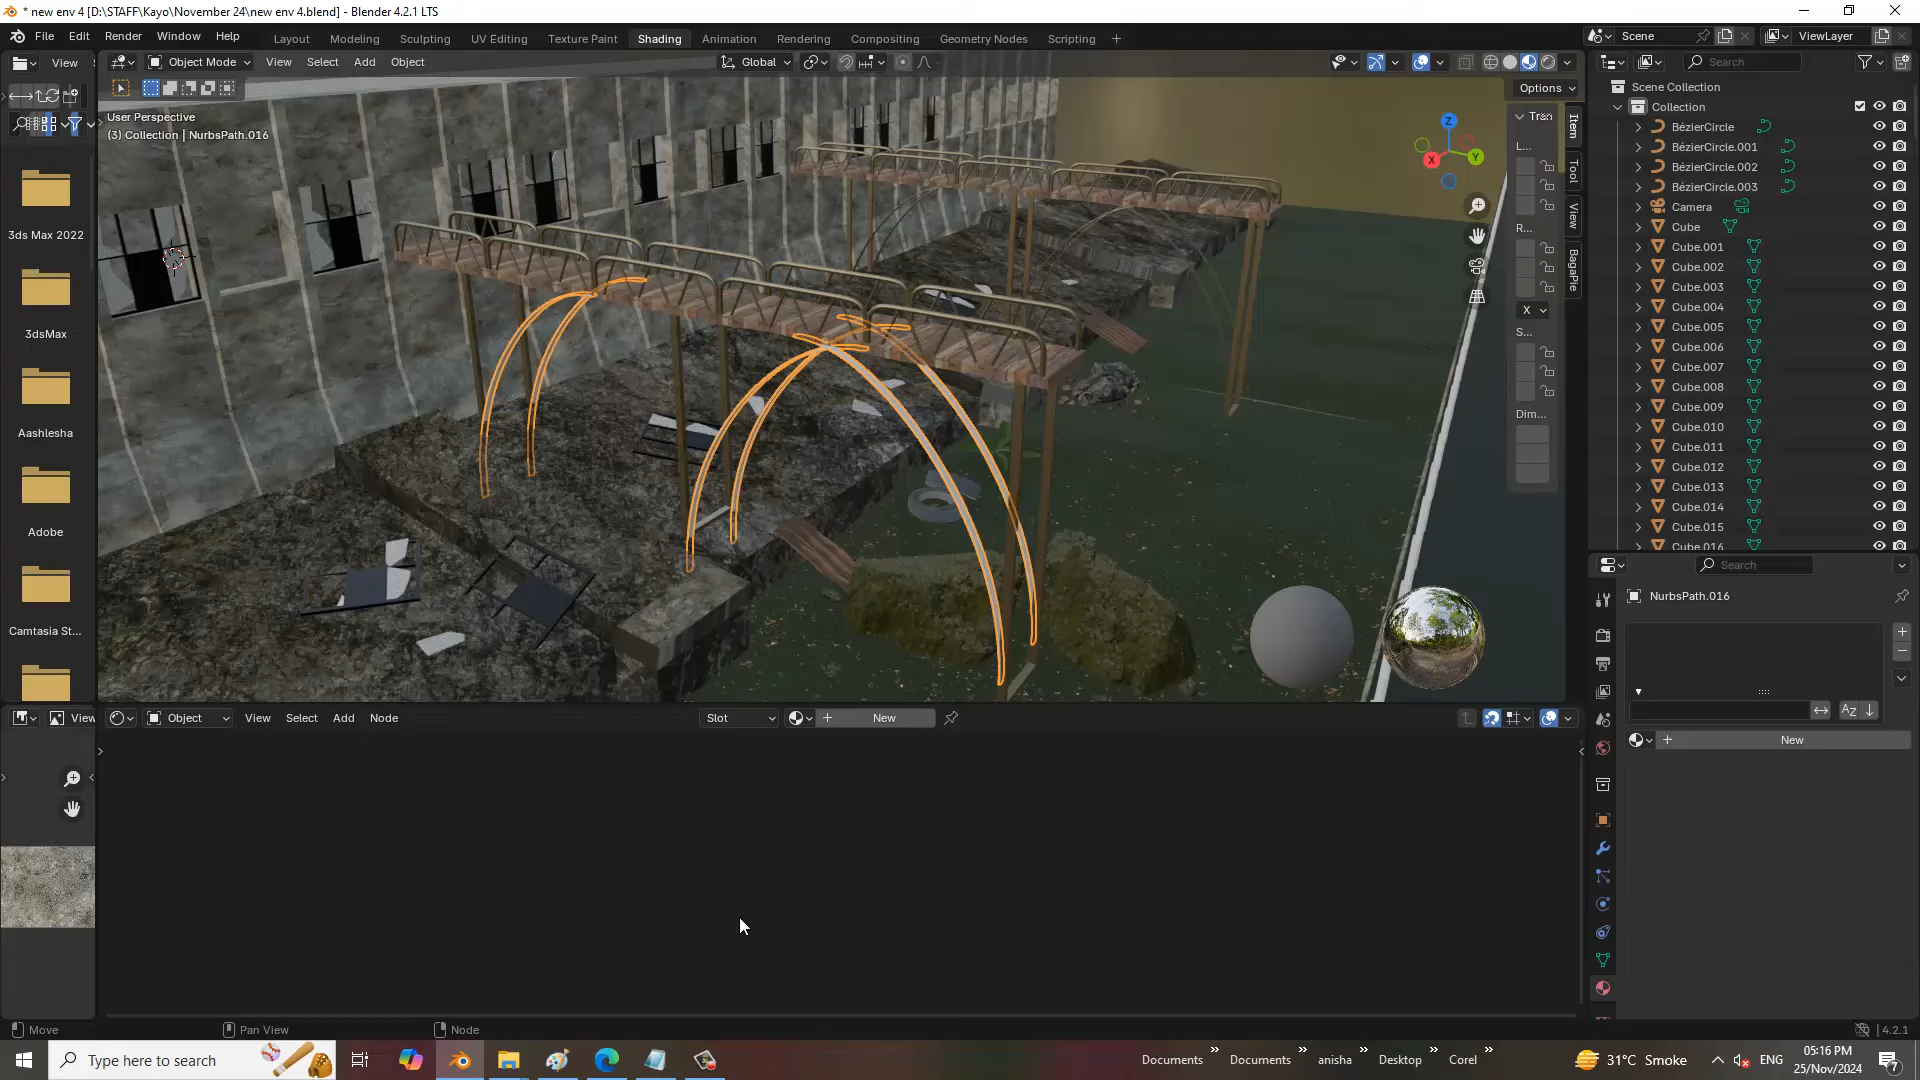 * new env 4 [D:\STAFF\Kayo\November 24\new env 4.blend] - Blender 4.2.1 LTS
File Edit Render Window Help
Layout Modeling Sculpting UV Editing Texture Paint Shading Animation Rendering Compositing Geometry Nodes Scripting +
Scene
ViewLayer
View
Object Mode View Select Add Object
Global
Options
Search
User Perspective
(3) Collection | NurbsPath.016
Z
X
Y
Tran
L...
R...
X
S...
Dim...
Item
Tool
View
BagaPie
Scene Collection
Collection
BézierCircle
BézierCircle.001
BézierCircle.002
BézierCircle.003
Camera
Cube
Cube.001
Cube.002
Cube.003
Cube.004
Cube.005
Cube.006
Cube.007
Cube.008
Cube.009
Cube.010
Cube.011
Cube.012
Cube.013
Cube.014
Cube.015
Cube.016
3ds Max 2022
3dsMax
Aashlesha
Adobe
Camtasia St...
Search
NurbsPath.016
New
View
Object View Select Add Node
Slot
New
Move
Pan View
Node
4.2.1
Type here to search
Documents
Documents
anisha
Desktop
Corel
31°C Smoke
ENG
05:16 PM
25/Nov/2024
7